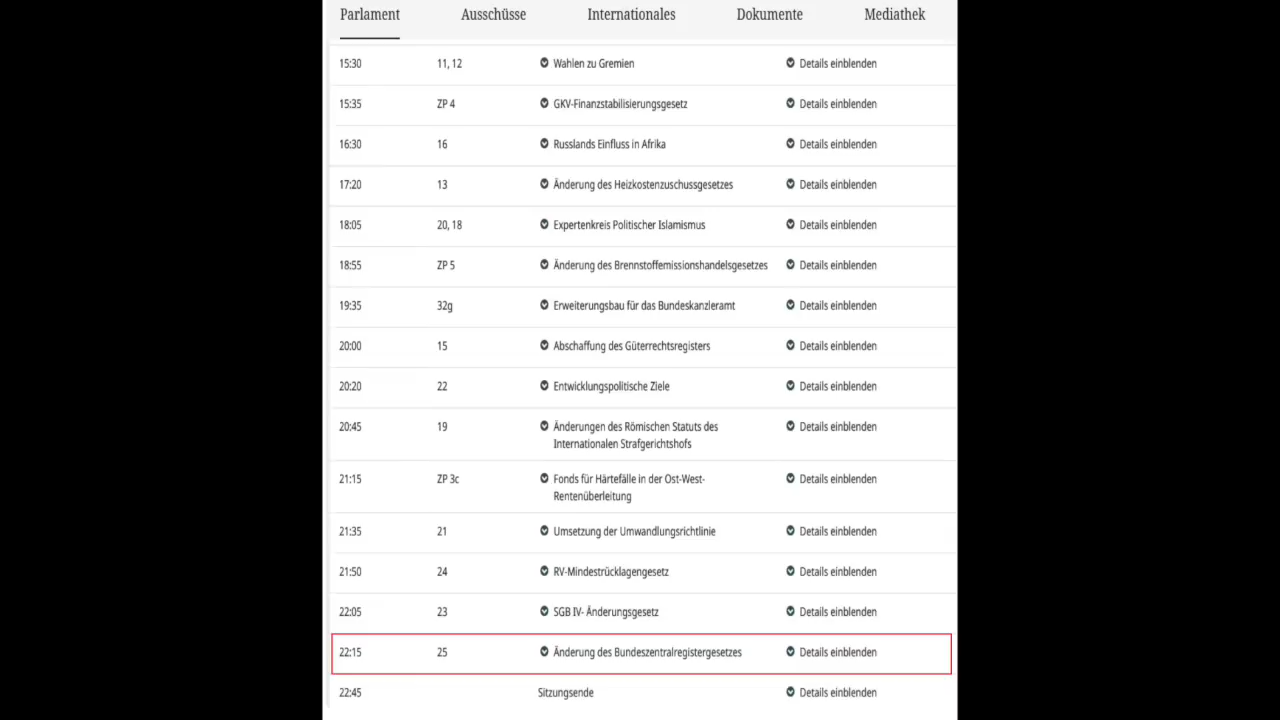 Parlament Ausschüsse Internationales Dokumente Mediathek
15:30 11, 12 Wahlen zu Gremien Details einblenden
15:35 ZP 4 GKV-Finanzstabilisierungsgesetz Details einblenden
16:30 16 Russlands Einfluss in Afrika Details einblenden
17:20 13 Änderung des Heizkostenzuschussgesetzes Details einblenden
18:05 20, 18 Expertenkreis Politischer Islamismus Details einblenden
18:55 ZP 5 Änderung des Brennstoffemissionshandelsgesetzes Details einblenden
19:35 32g Erweiterungsbau für das Bundeskanzleramt Details einblenden
20:00 15 Abschaffung des Güterrechtsregisters Details einblenden
20:20 22 Entwicklungspolitische Ziele Details einblenden
20:45 19 Änderungen des Römischen Statuts des Details einblenden
Internationalen Strafgerichtshofs
21:15 ZP 3c Fonds für Härtefälle in der Ost-West- Details einblenden
Rentenüberleitung
21:35 21 Umsetzung der Umwandlungsrichtlinie Details einblenden
21:50 24 RV-Mindestrücklagengesetz Details einblenden
22:05 23 SGB IV- Änderungsgesetz Details einblenden
22:15 25 Änderung des Bundeszentralregistergesetzes Details einblenden
22:45 Sitzungsende Details einblenden